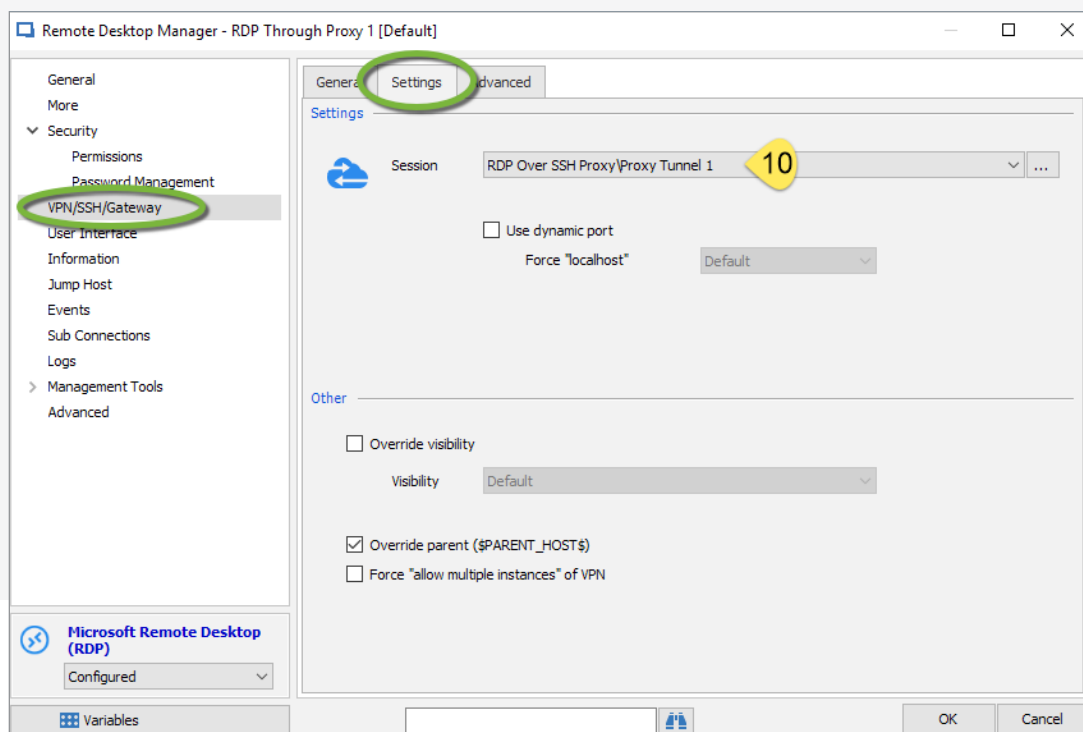 Remote Desktop Manager - RDP Through Proxy 1 [Default]
General
More
Security
Permissions
Password Management
VPN/SSH/Gateway
User Interface
Information
Jump Host
Events
Sub Connections
Logs
Management Tools
Advanced
Microsoft Remote Desktop
(RDP)
Configured
Variables
General Settings Advanced
Settings
Session RDP Over SSH Proxy\Proxy Tunnel 1 10 ...
Use dynamic port
Force "localhost" Default
Other
Override visibility
Visibility Default
Override parent ($PARENT_HOST$)
Force "allow multiple instances" of VPN
OK Cancel